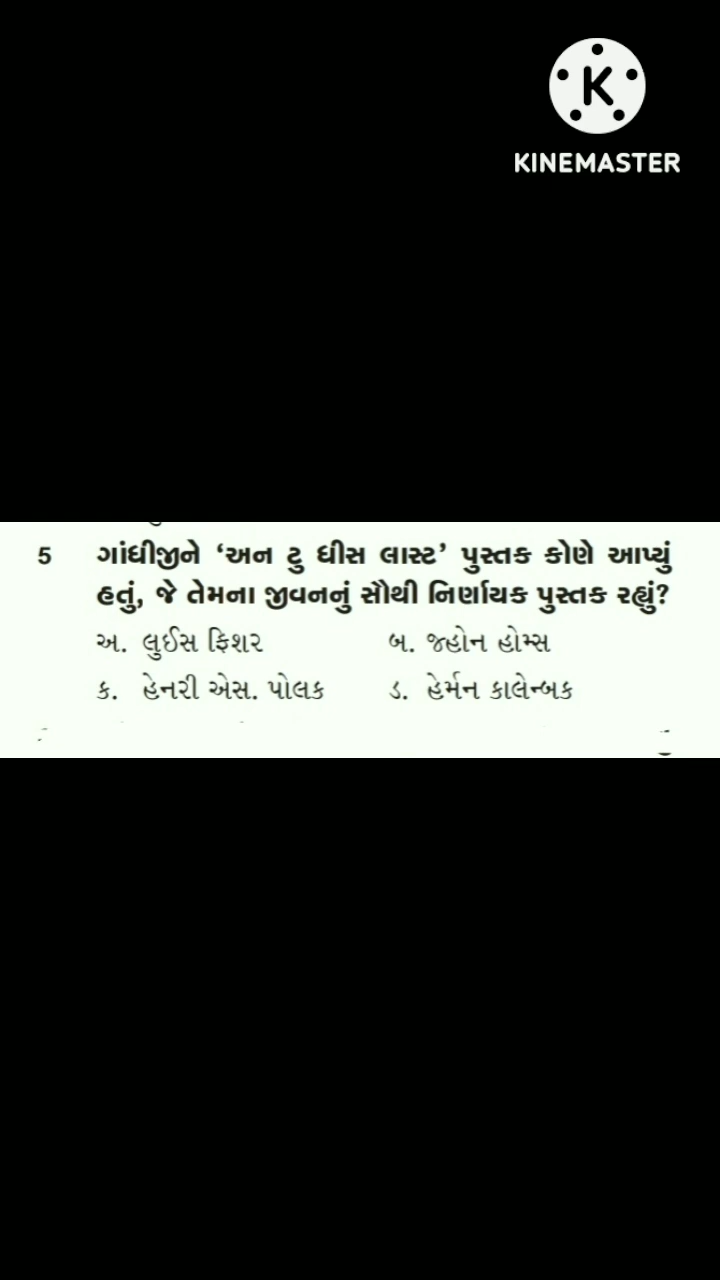 K
KINEMASTER
5 ગાંધીજીને ‘અન ટુ ધીસ લાસ્ટ’ પુસ્તક કોણે આપ્યું
હતું, જે તેમના જીવનનું સૌથી નિર્ણાયક પુસ્તક રહ્યું?
અ. લુઈસ ફિશર બ. જ્હોન હોમ્સ
ક. હેનરી એસ. પોલક ડ. હેર્મન કાલેન્બક